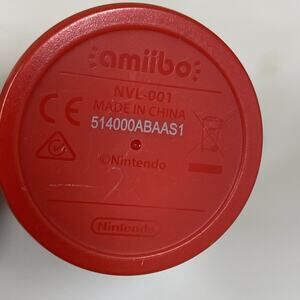 amiibo
NVL-001
CE MADE IN CHINA
514000ABAAS1
©Nintendo
Nintendo